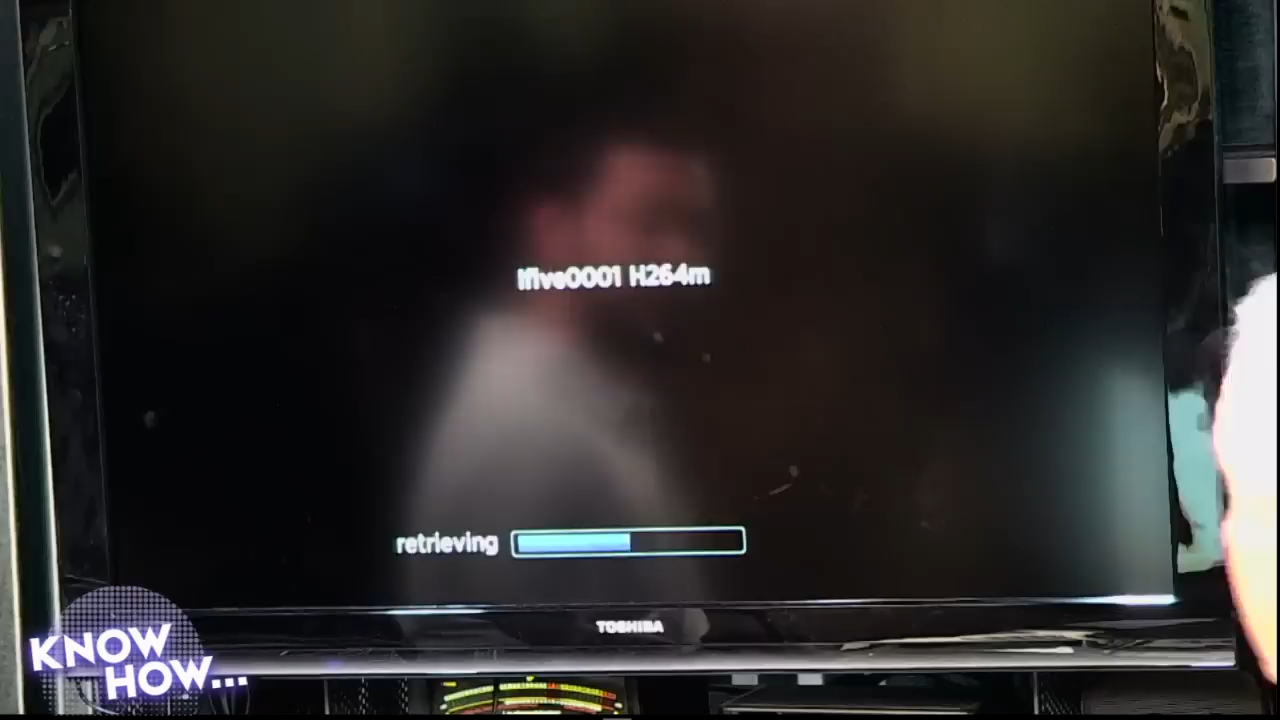 lfive0001 H264m
retrieving
TOSHIBA
KNOW
HOW...